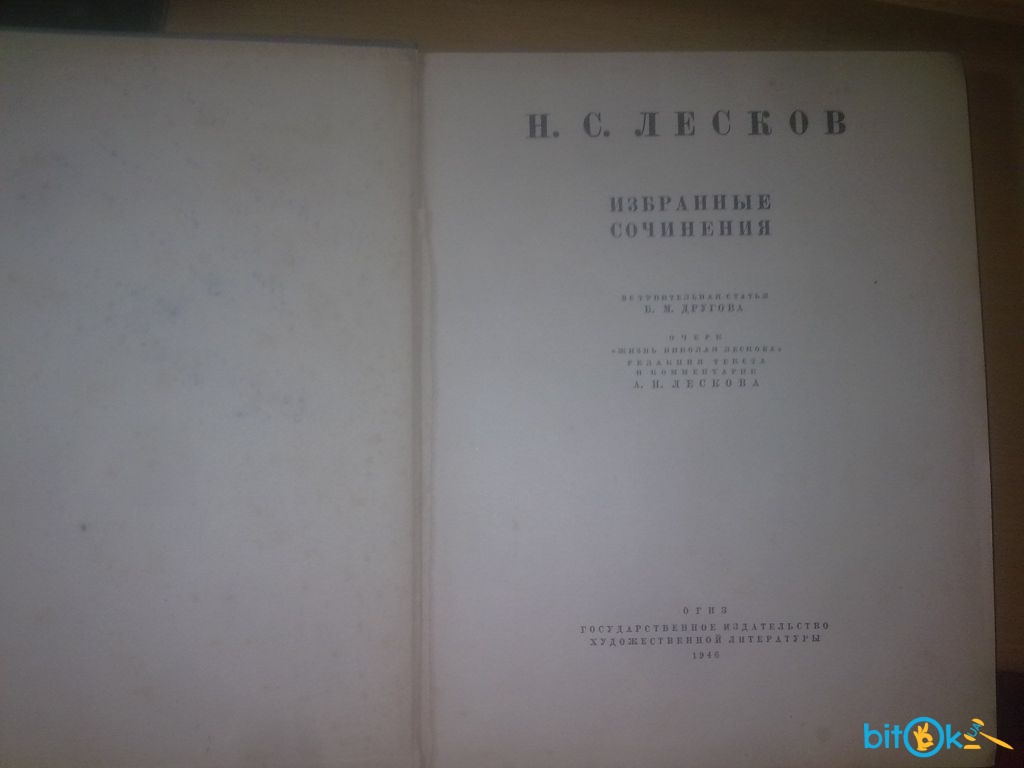 Н. С. ЛЕСКОВ
ИЗБРАННЫЕ
СОЧИНЕНИЯ
ВСТУПИТЕЛЬНАЯ СТАТЬЯ
Б. М. ДРУГОВА
ОЧЕРК
«ЖИЗНЬ НИКОЛАЯ ЛЕСКОВА»
РЕДАКЦИЯ ТЕКСТА
И КОММЕНТАРИИ
А. Н. ЛЕСКОВА
ОГИЗ
ГОСУДАРСТВЕННОЕ ИЗДАТЕЛЬСТВО
ХУДОЖЕСТВЕННОЙ ЛИТЕРАТУРЫ
1946
bitok UA